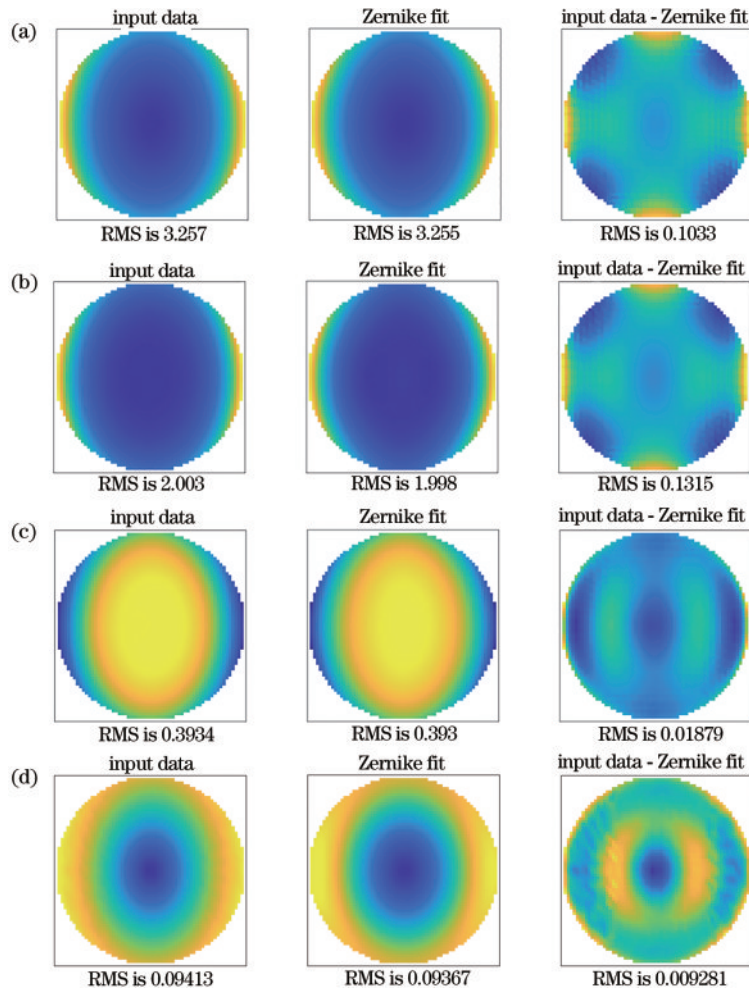 (a)
input data
Zernike fit
input data - Zernike fit
RMS is 3.257
RMS is 3.255
RMS is 0.1033
(b)
input data
Zernike fit
input data - Zernike fit
RMS is 2.003
RMS is 1.998
RMS is 0.1315
(c)
input data
Zernike fit
input data - Zernike fit
RMS is 0.3934
RMS is 0.393
RMS is 0.01879
(d)
input data
Zernike fit
input data - Zernike fit
RMS is 0.09413
RMS is 0.09367
RMS is 0.009281